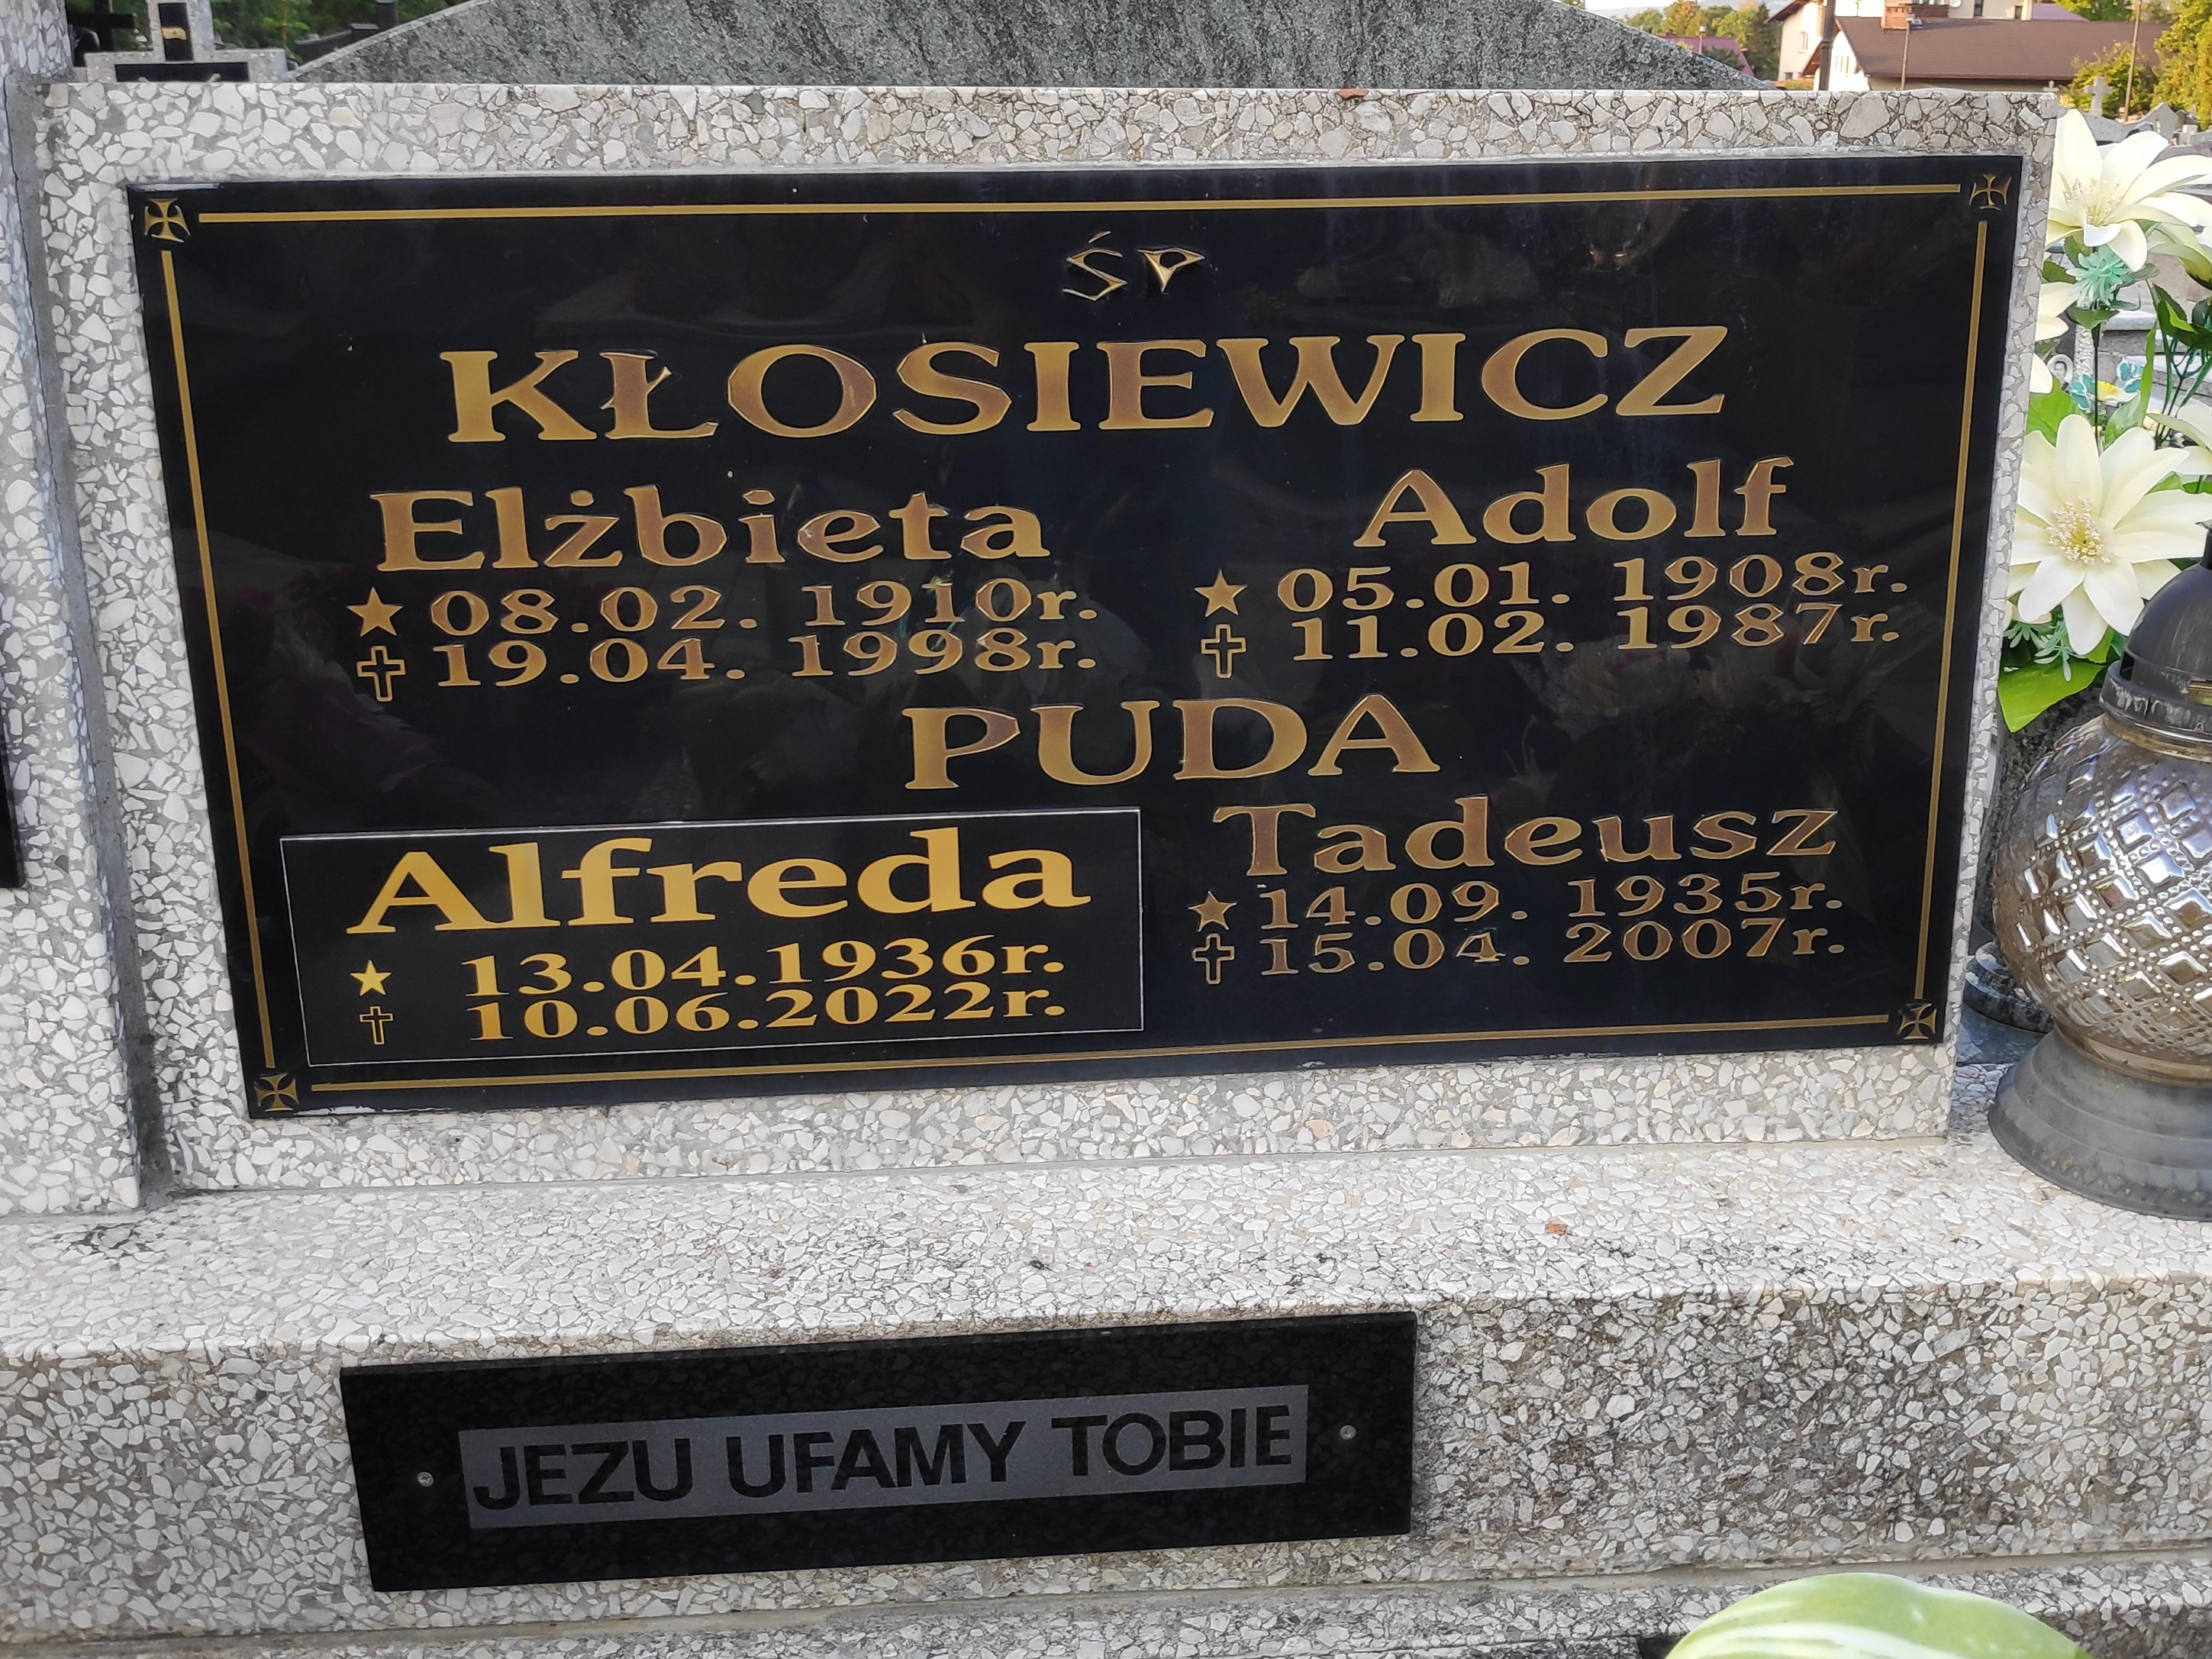 ŚP
KŁOSIEWICZ
Elżbieta
★ 08.02. 1910r.
✝ 19.04. 1998r.
Adolf
★ 05.01. 1908r.
✝ 11.02. 1987r.
PUDA
Alfreda
★ 13.04.1936r.
✝ 10.06.2022r.
Tadeusz
★ 14.09. 1935r.
✝ 15.04. 2007r.
JEZU UFAMY TOBIE